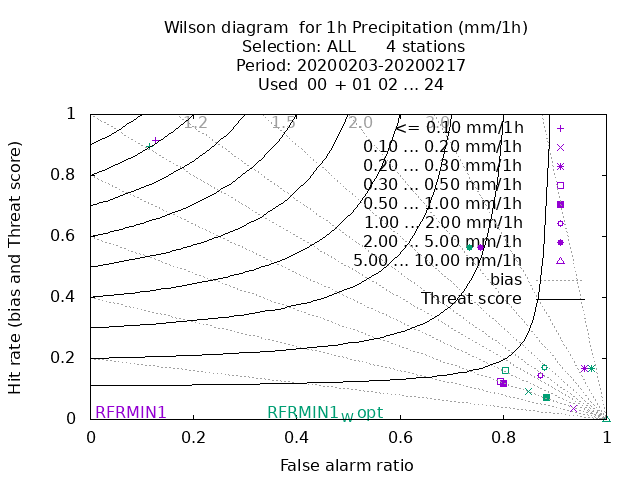 Wilson diagram  for 1h Precipitation (mm/1h)
Selection: ALL      4 stations
Period: 20200203-20200217
Used  00  + 01 02 ... 24
1.2 1.5 2.0 3.0
<= 0.10 mm/1h
0.10 ... 0.20 mm/1h
0.20 ... 0.30 mm/1h
0.30 ... 0.50 mm/1h
0.50 ... 1.00 mm/1h
1.00 ... 2.00 mm/1h
2.00 ... 5.00 mm/1h
5.00 ... 10.00 mm/1h
bias
Threat score
Hit rate (bias and Threat score)
1
0.8
0.6
0.4
0.2
0
RFRMIN1 RFRMIN1w opt
0 0.2 0.4 0.6 0.8 1
False alarm ratio